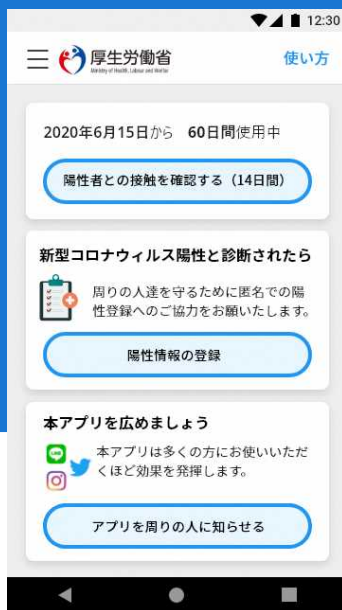 12:30
厚生労働省
Ministry of Health, Labour and Welfare
使い方
2020年6月15日から 60日間使用中
陽性者との接触を確認する（14日間）
新型コロナウィルス陽性と診断されたら
周りの人達を守るために匿名での陽
性登録へのご協力をお願いいたします。
陽性情報の登録
本アプリを広めましょう
LINE
本アプリは多くの方にお使いいただ
くほど効果を発揮します。
アプリを周りの人に知らせる